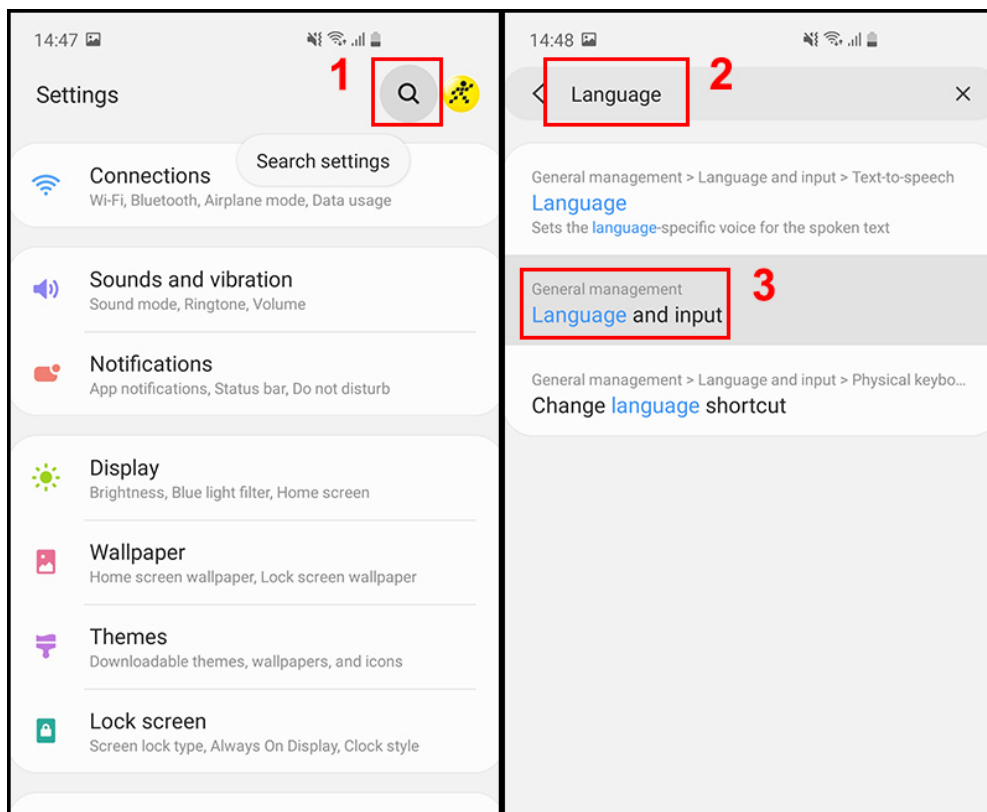 14:47
1
Settings
Search settings
Connections
Wi-Fi, Bluetooth, Airplane mode, Data usage
Sounds and vibration
Sound mode, Ringtone, Volume
Notifications
App notifications, Status bar, Do not disturb
Display
Brightness, Blue light filter, Home screen
Wallpaper
Home screen wallpaper, Lock screen wallpaper
Themes
Downloadable themes, wallpapers, and icons
Lock screen
Screen lock type, Always On Display, Clock style
14:48
Language
2
General management > Language and input > Text-to-speech
Language
Sets the language-specific voice for the spoken text
General management
Language and input
3
General management > Language and input > Physical keybo...
Change language shortcut